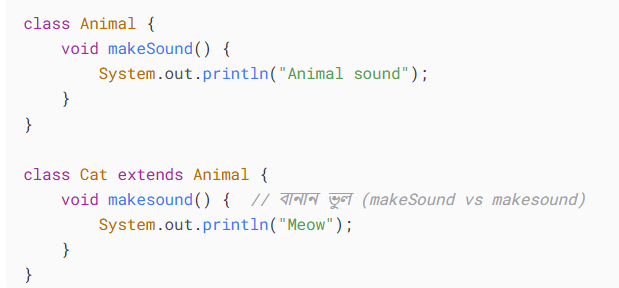 class Animal {
    void makeSound() {
        System.out.println("Animal sound");
    }
}

class Cat extends Animal {
    void makesound() {  // বানান ভুল (makeSound vs makesound)
        System.out.println("Meow");
    }
}